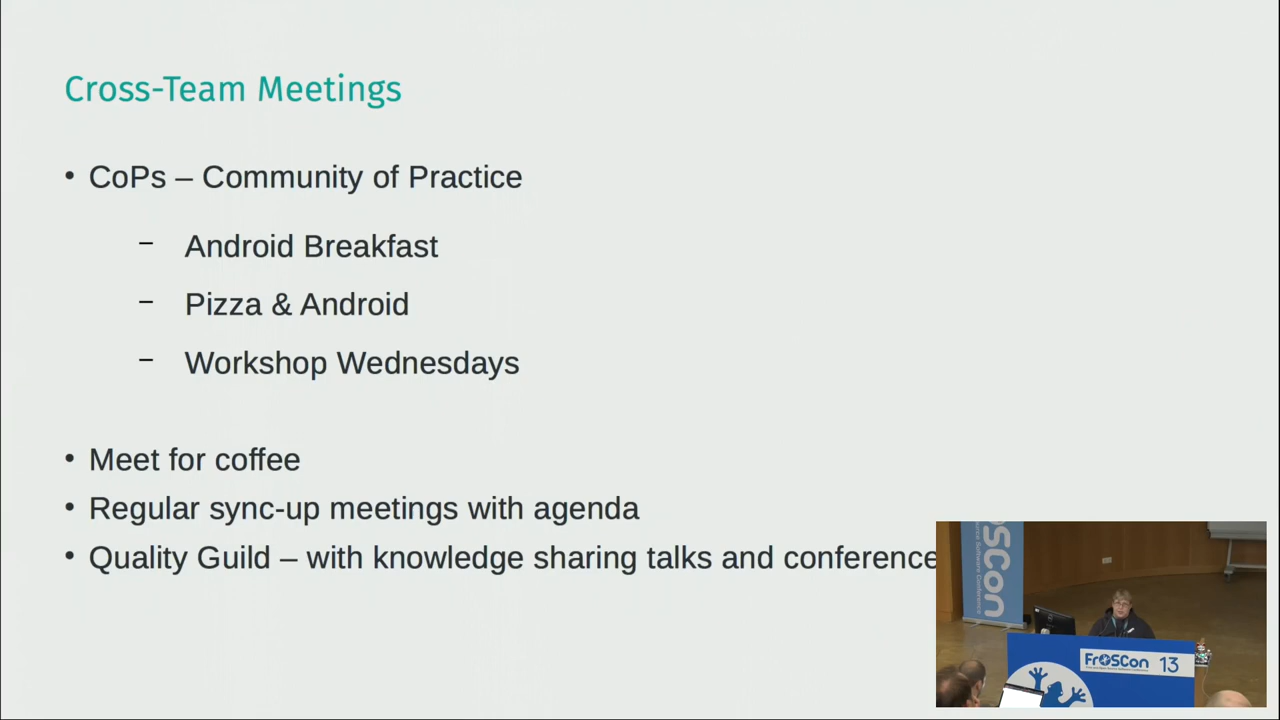 Cross-Team Meetings
• CoPs – Community of Practice
– Android Breakfast
– Pizza & Android
– Workshop Wednesdays
• Meet for coffee
• Regular sync-up meetings with agenda
• Quality Guild – with knowledge sharing talks and conference
OSCon
FrOSCon 13